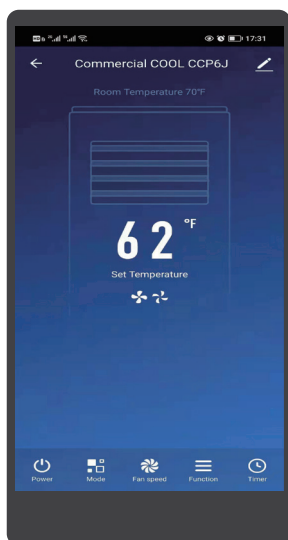 17:31
Commercial COOL CCP6J
Room Temperature 70°F
62 °F
Set Temperature
Power Mode Fan speed Function Timer